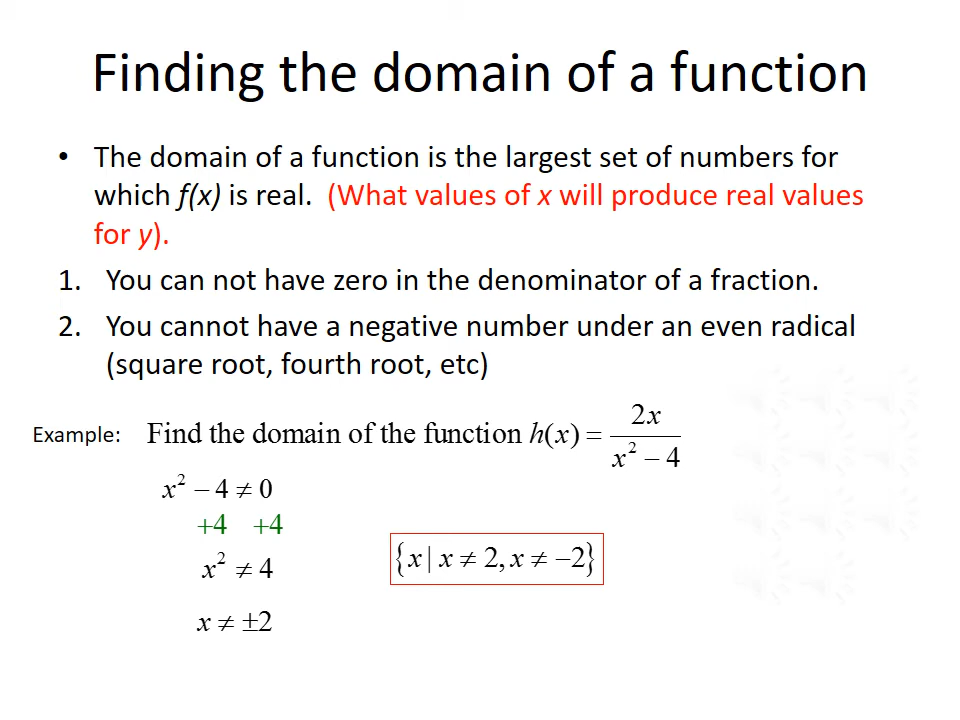 Finding the domain of a function
• The domain of a function is the largest set of numbers for
which f(x) is real. (What values of x will produce real values
for y).
1. You can not have zero in the denominator of a fraction.
2. You cannot have a negative number under an even radical
(square root, fourth root, etc)
Example: Find the domain of the function h(x) = 2x / x² − 4
x² − 4 ≠ 0
+4 +4
x² ≠ 4
{x | x ≠ 2, x ≠ −2}
x ≠ ±2